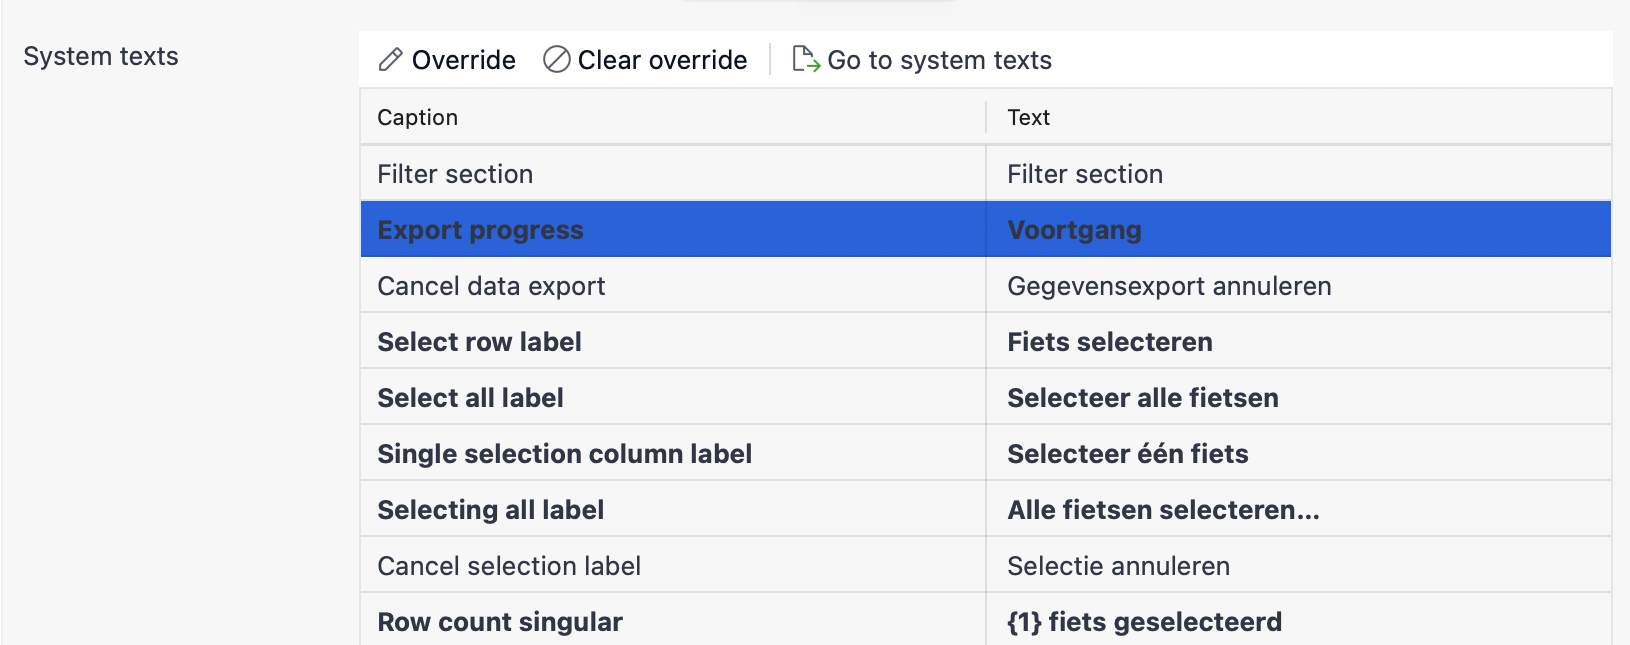 System texts
Override Clear override Go to system texts
Caption Text
Filter section Filter section
Export progress Voortgang
Cancel data export Gegevensexport annuleren
Select row label Fiets selecteren
Select all label Selecteer alle fietsen
Single selection column label Selecteer één fiets
Selecting all label Alle fietsen selecteren...
Cancel selection label Selectie annuleren
Row count singular {1} fiets geselecteerd